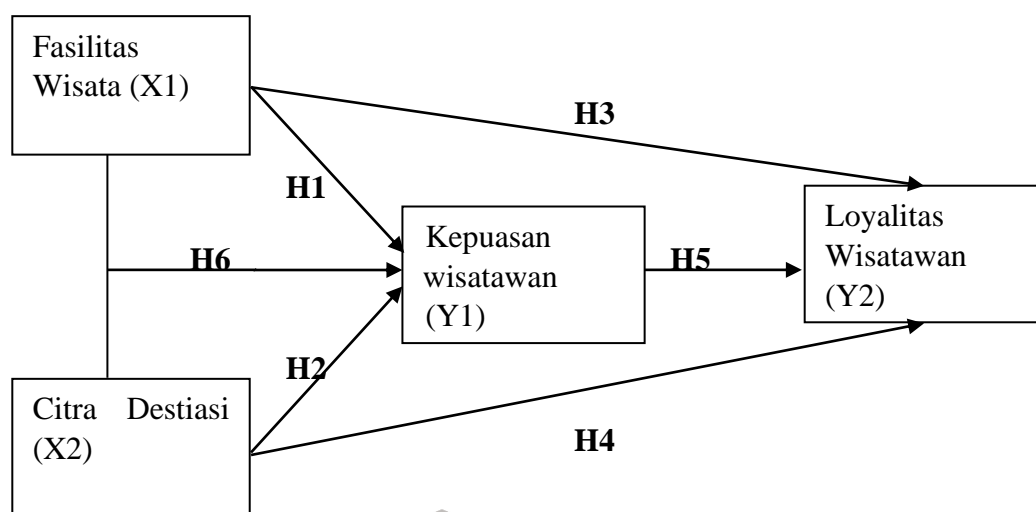 Fasilitas
Wisata (X1)
H3
H1
Kepuasan
wisatawan
(Y1)
H6
H5
Loyalitas
Wisatawan
(Y2)
H2
Citra Destiasi
(X2)
H4